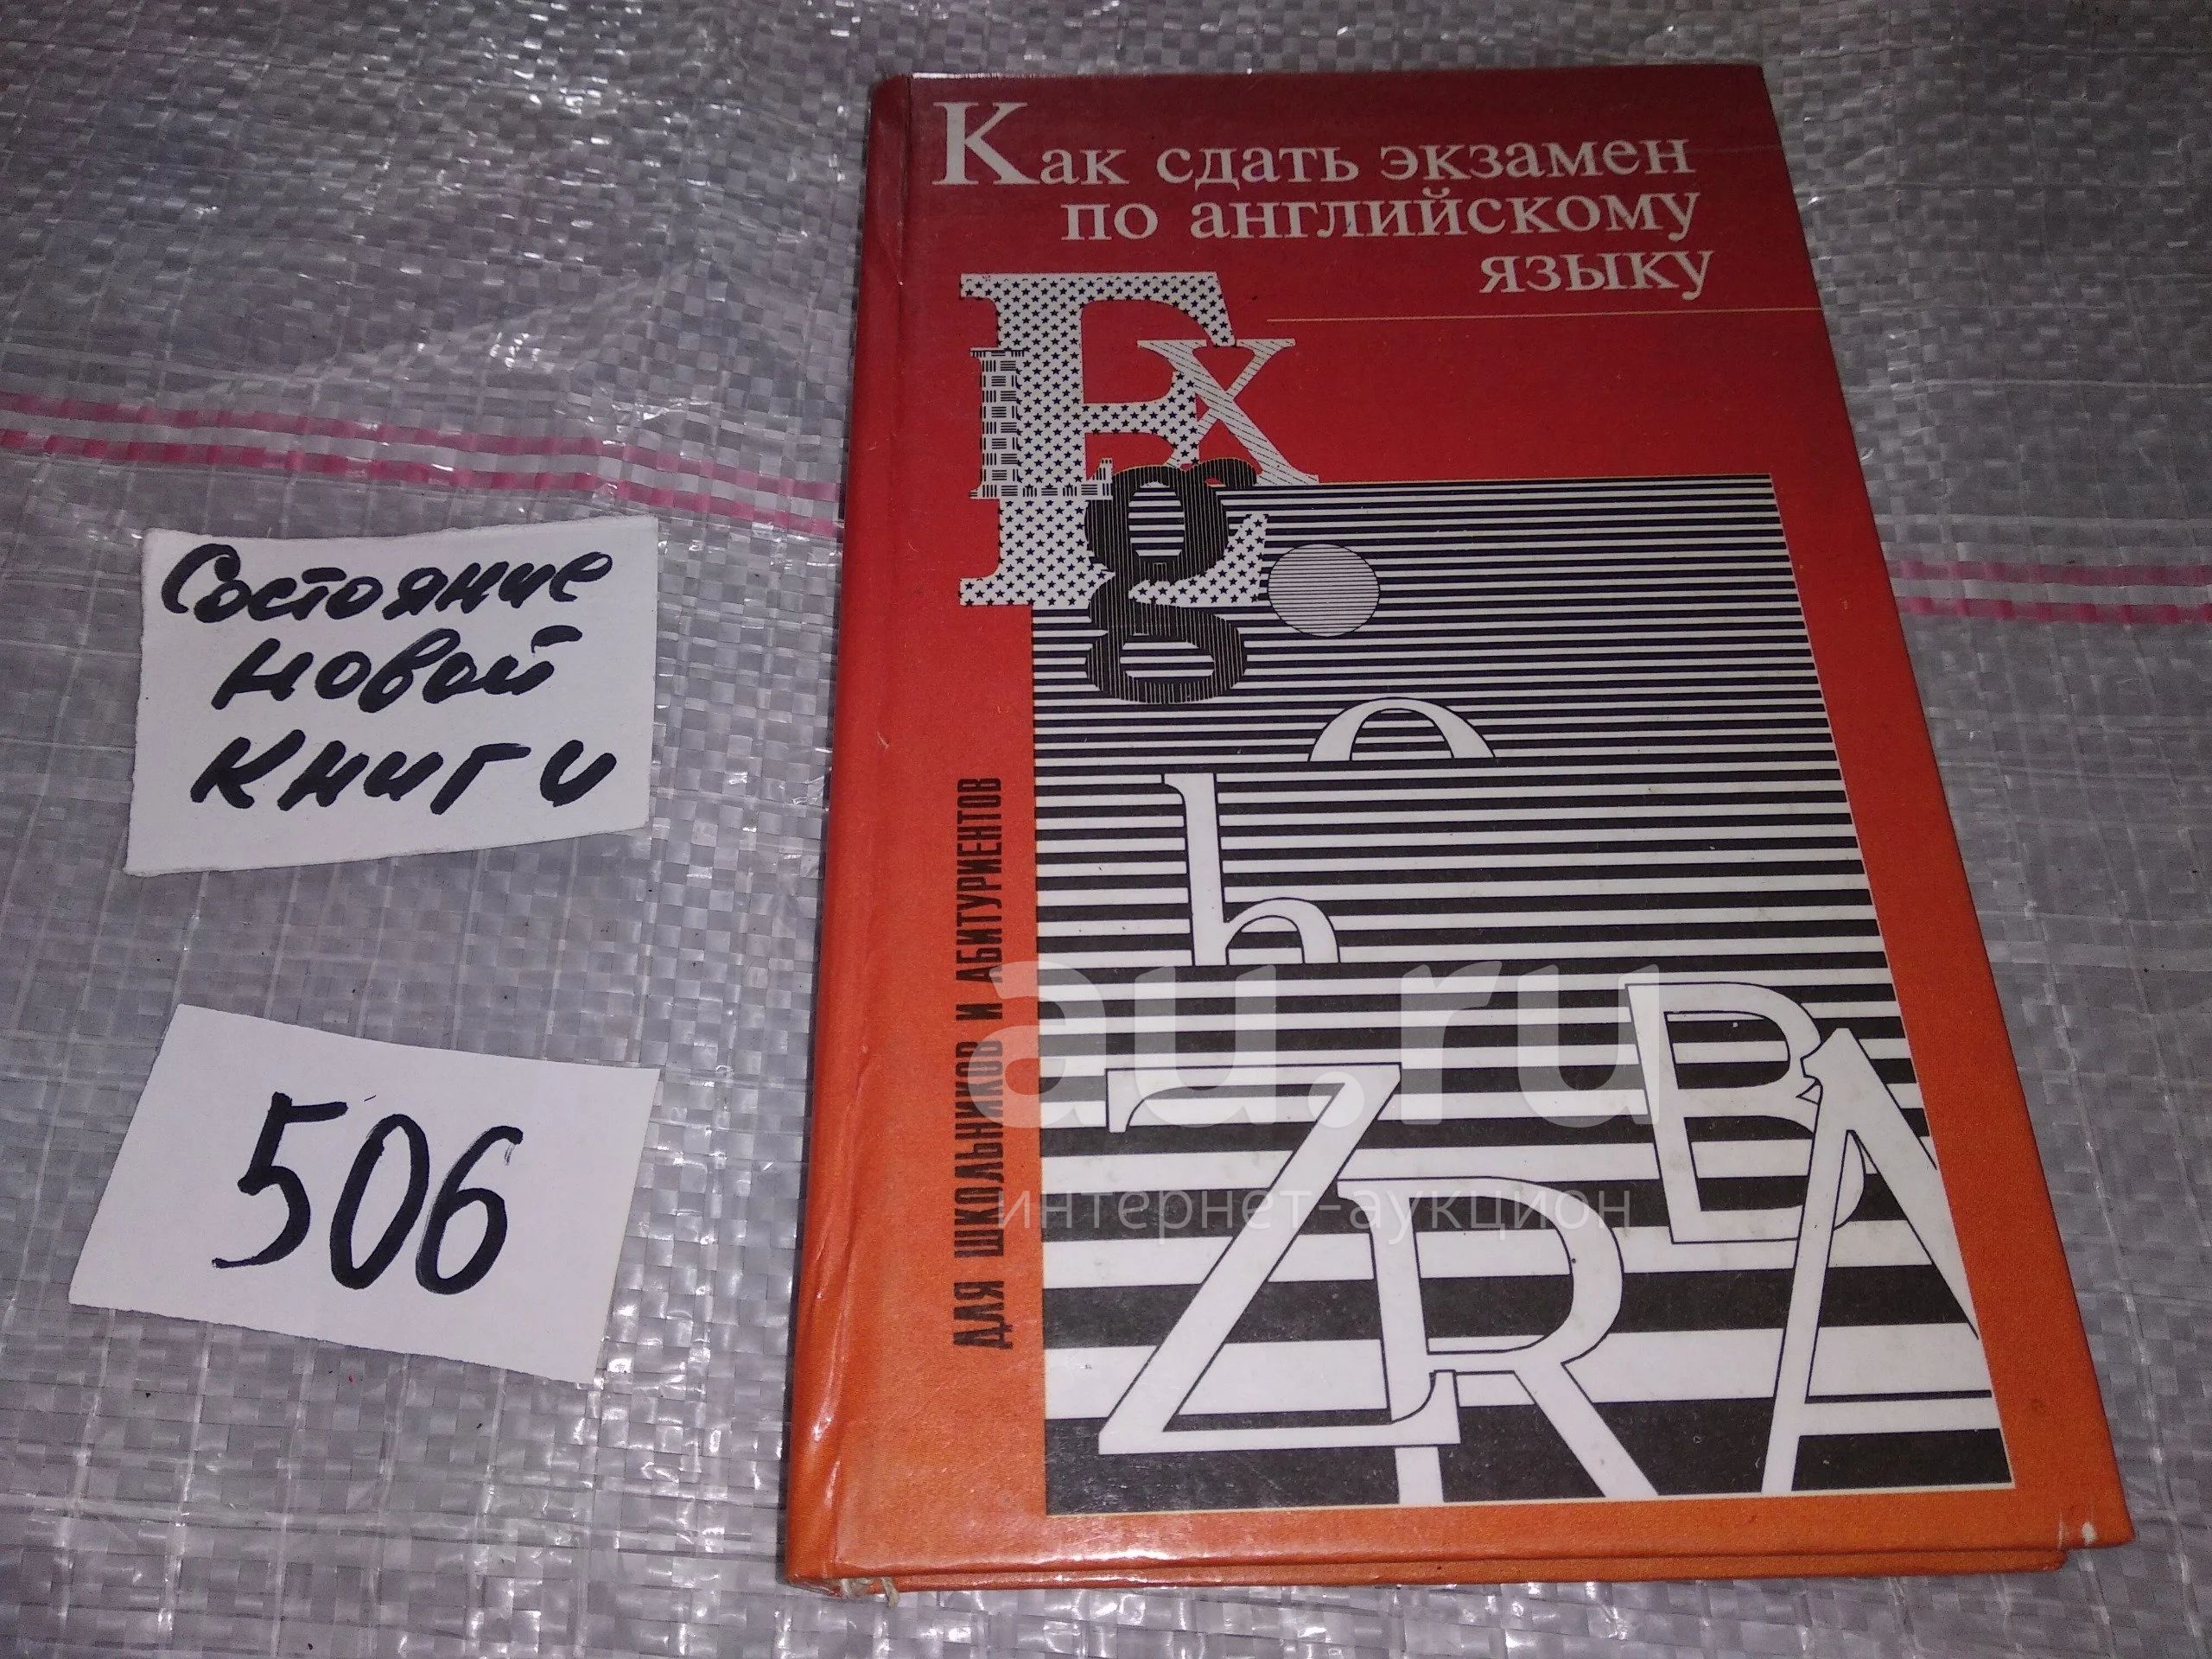 Как сдать экзамен
по английскому
языку
Ex
g
h o
Z R B A
для школьников и абитуриентов
Состояние
новой
книги
506
au.ru
интернет-аукцион